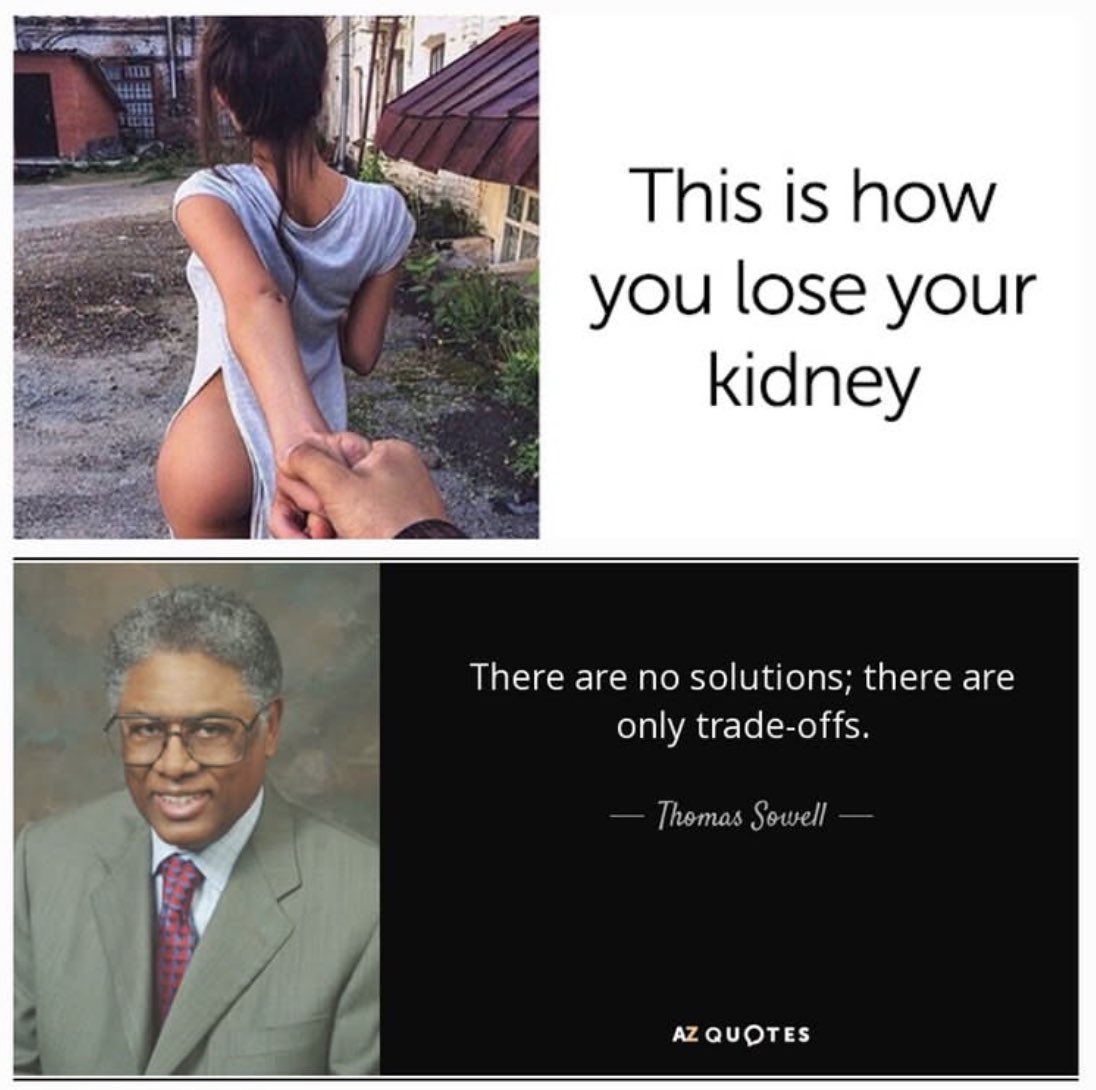 This is how
you lose your
kidney
There are no solutions; there are
only trade-offs.
— Thomas Sowell —
AZ QUOTES